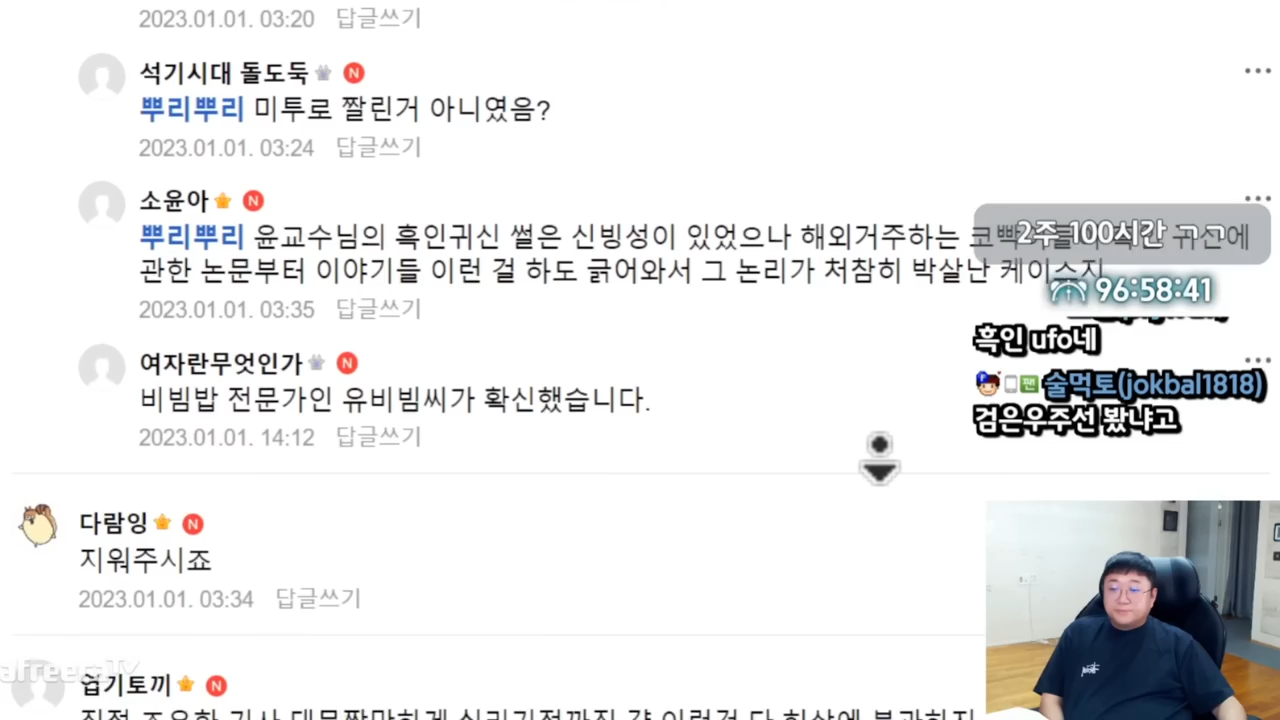 2023.01.01. 03:20 답글쓰기
석기시대 돌도둑 N
뿌리뿌리 미투로 짤린거 아니였음?
2023.01.01. 03:24 답글쓰기
소윤아 N
뿌리뿌리 윤교수님의 흑인귀신 썰은 신빙성이 있었으나 해외거주하는
관한 논문부터 이야기들 이런 걸 하도 긁어와서 그 논리가 처참히 박살난 케이스지
2023.01.01. 03:35 답글쓰기
2주 100시간 ㄱㄱ
96:58:41
흑인 ufo네
팬 술먹토(jokbal1818)
검은우주선 봤냐고
여자란무엇인가 N
비빔밥 전문가인 유비빔씨가 확신했습니다.
2023.01.01. 14:12 답글쓰기
다람잉 N
지워주시죠
2023.01.01. 03:34 답글쓰기
afreecaTV
엽기토끼 N